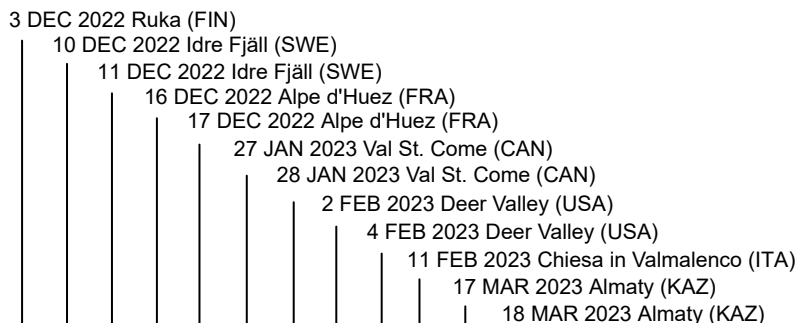 3 DEC 2022 Ruka (FIN)
10 DEC 2022 Idre Fjäll (SWE)
11 DEC 2022 Idre Fjäll (SWE)
16 DEC 2022 Alpe d'Huez (FRA)
17 DEC 2022 Alpe d'Huez (FRA)
27 JAN 2023 Val St. Come (CAN)
28 JAN 2023 Val St. Come (CAN)
2 FEB 2023 Deer Valley (USA)
4 FEB 2023 Deer Valley (USA)
11 FEB 2023 Chiesa in Valmalenco (ITA)
17 MAR 2023 Almaty (KAZ)
18 MAR 2023 Almaty (KAZ)